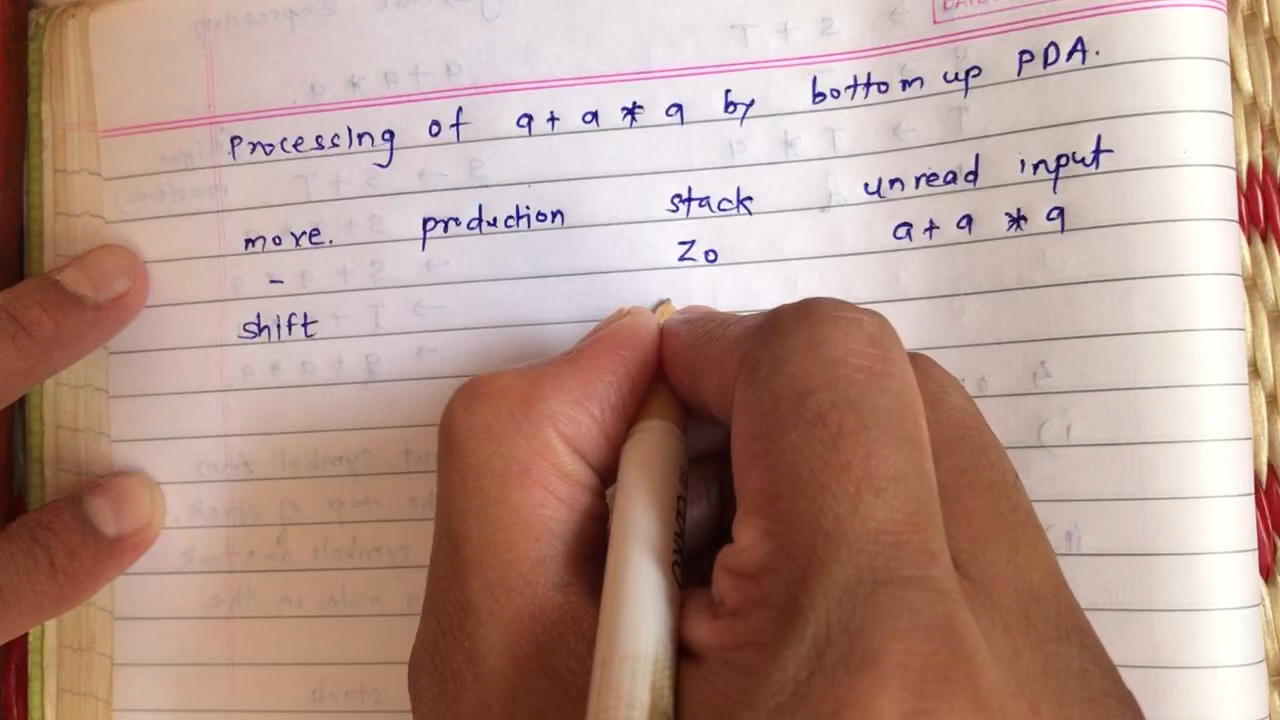 processing of a + a * a by bottom up PDA.
move. production stack unread input
- Z0 a + a * a
shift